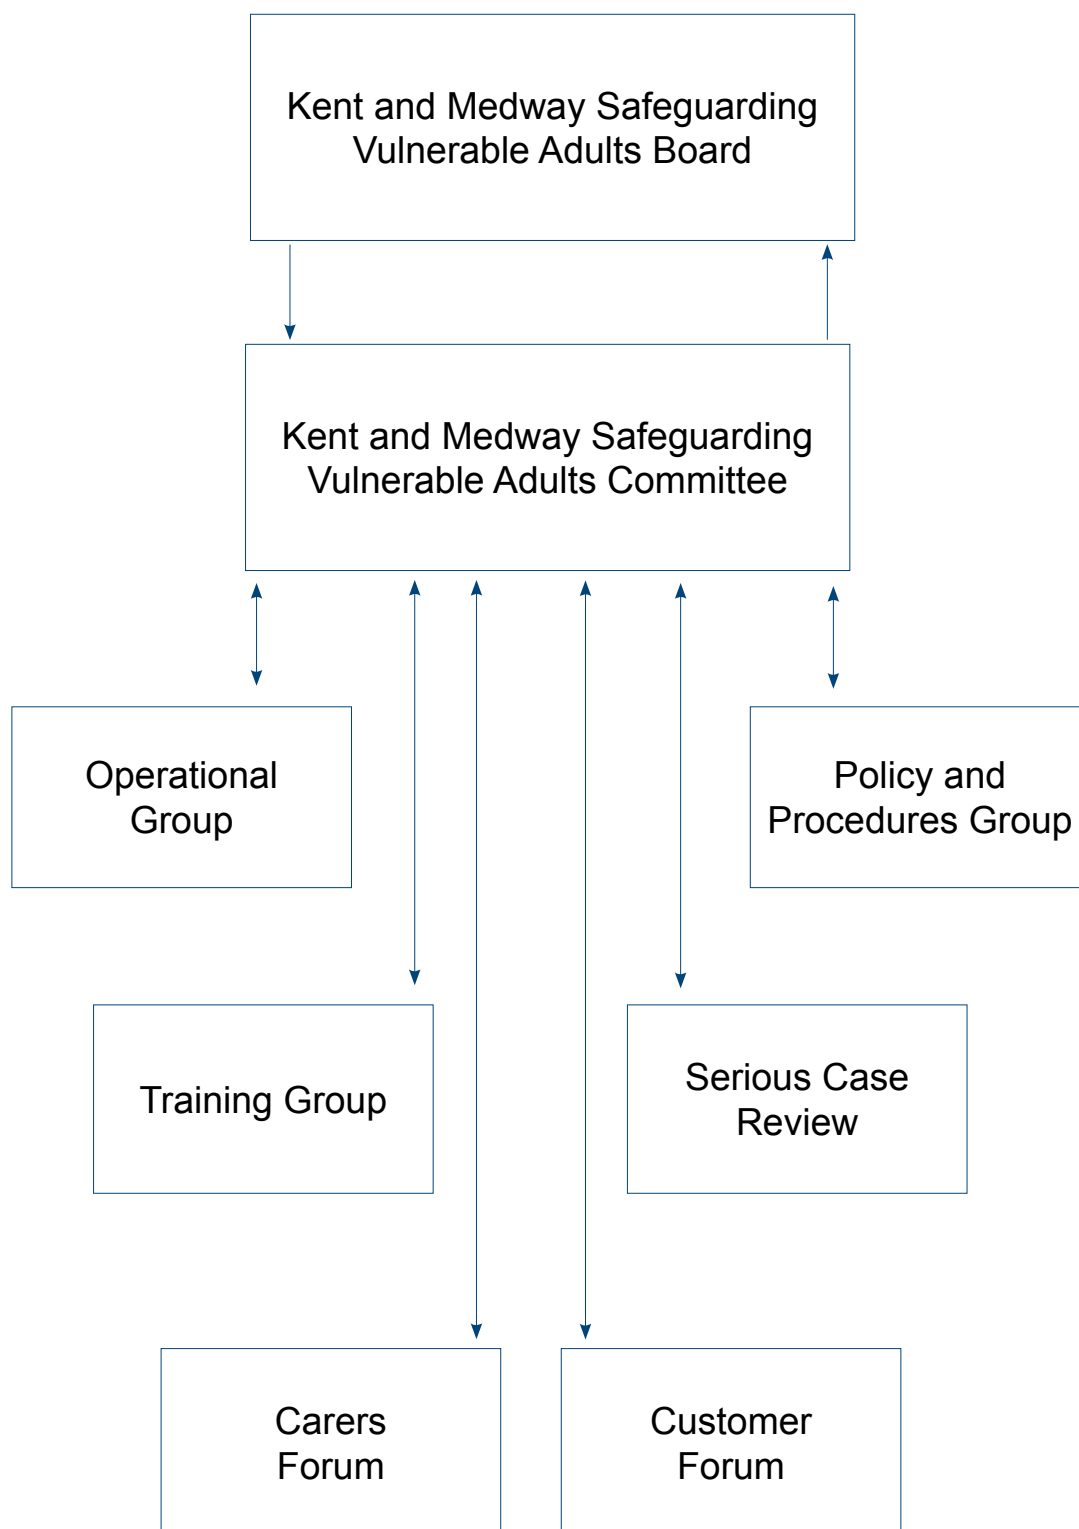 Kent and Medway Safeguarding
Vulnerable Adults Board
Kent and Medway Safeguarding
Vulnerable Adults Committee
Operational
Group
Policy and
Procedures Group
Training Group
Serious Case
Review
Carers
Forum
Customer
Forum